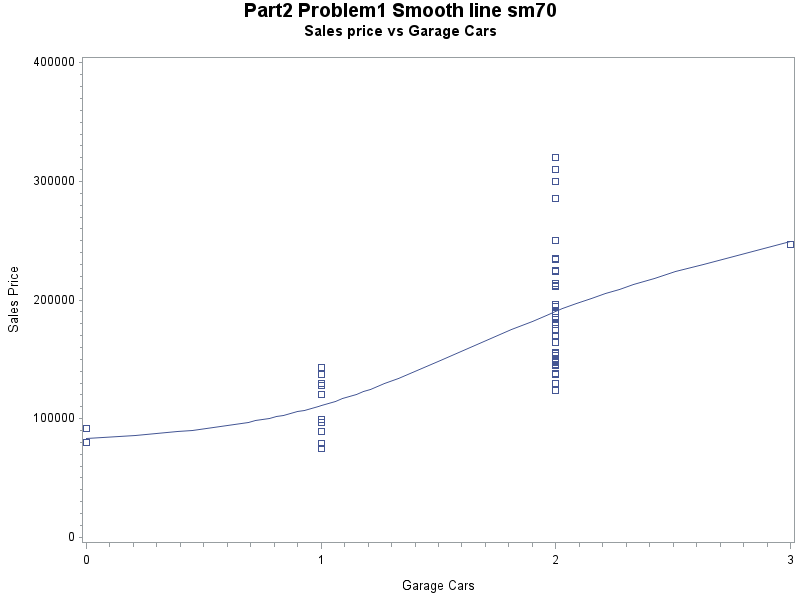 Part2 Problem1 Smooth line sm70
Sales price vs Garage Cars
400000
300000
200000
100000
0
Sales Price
0 1 2 3
Garage Cars